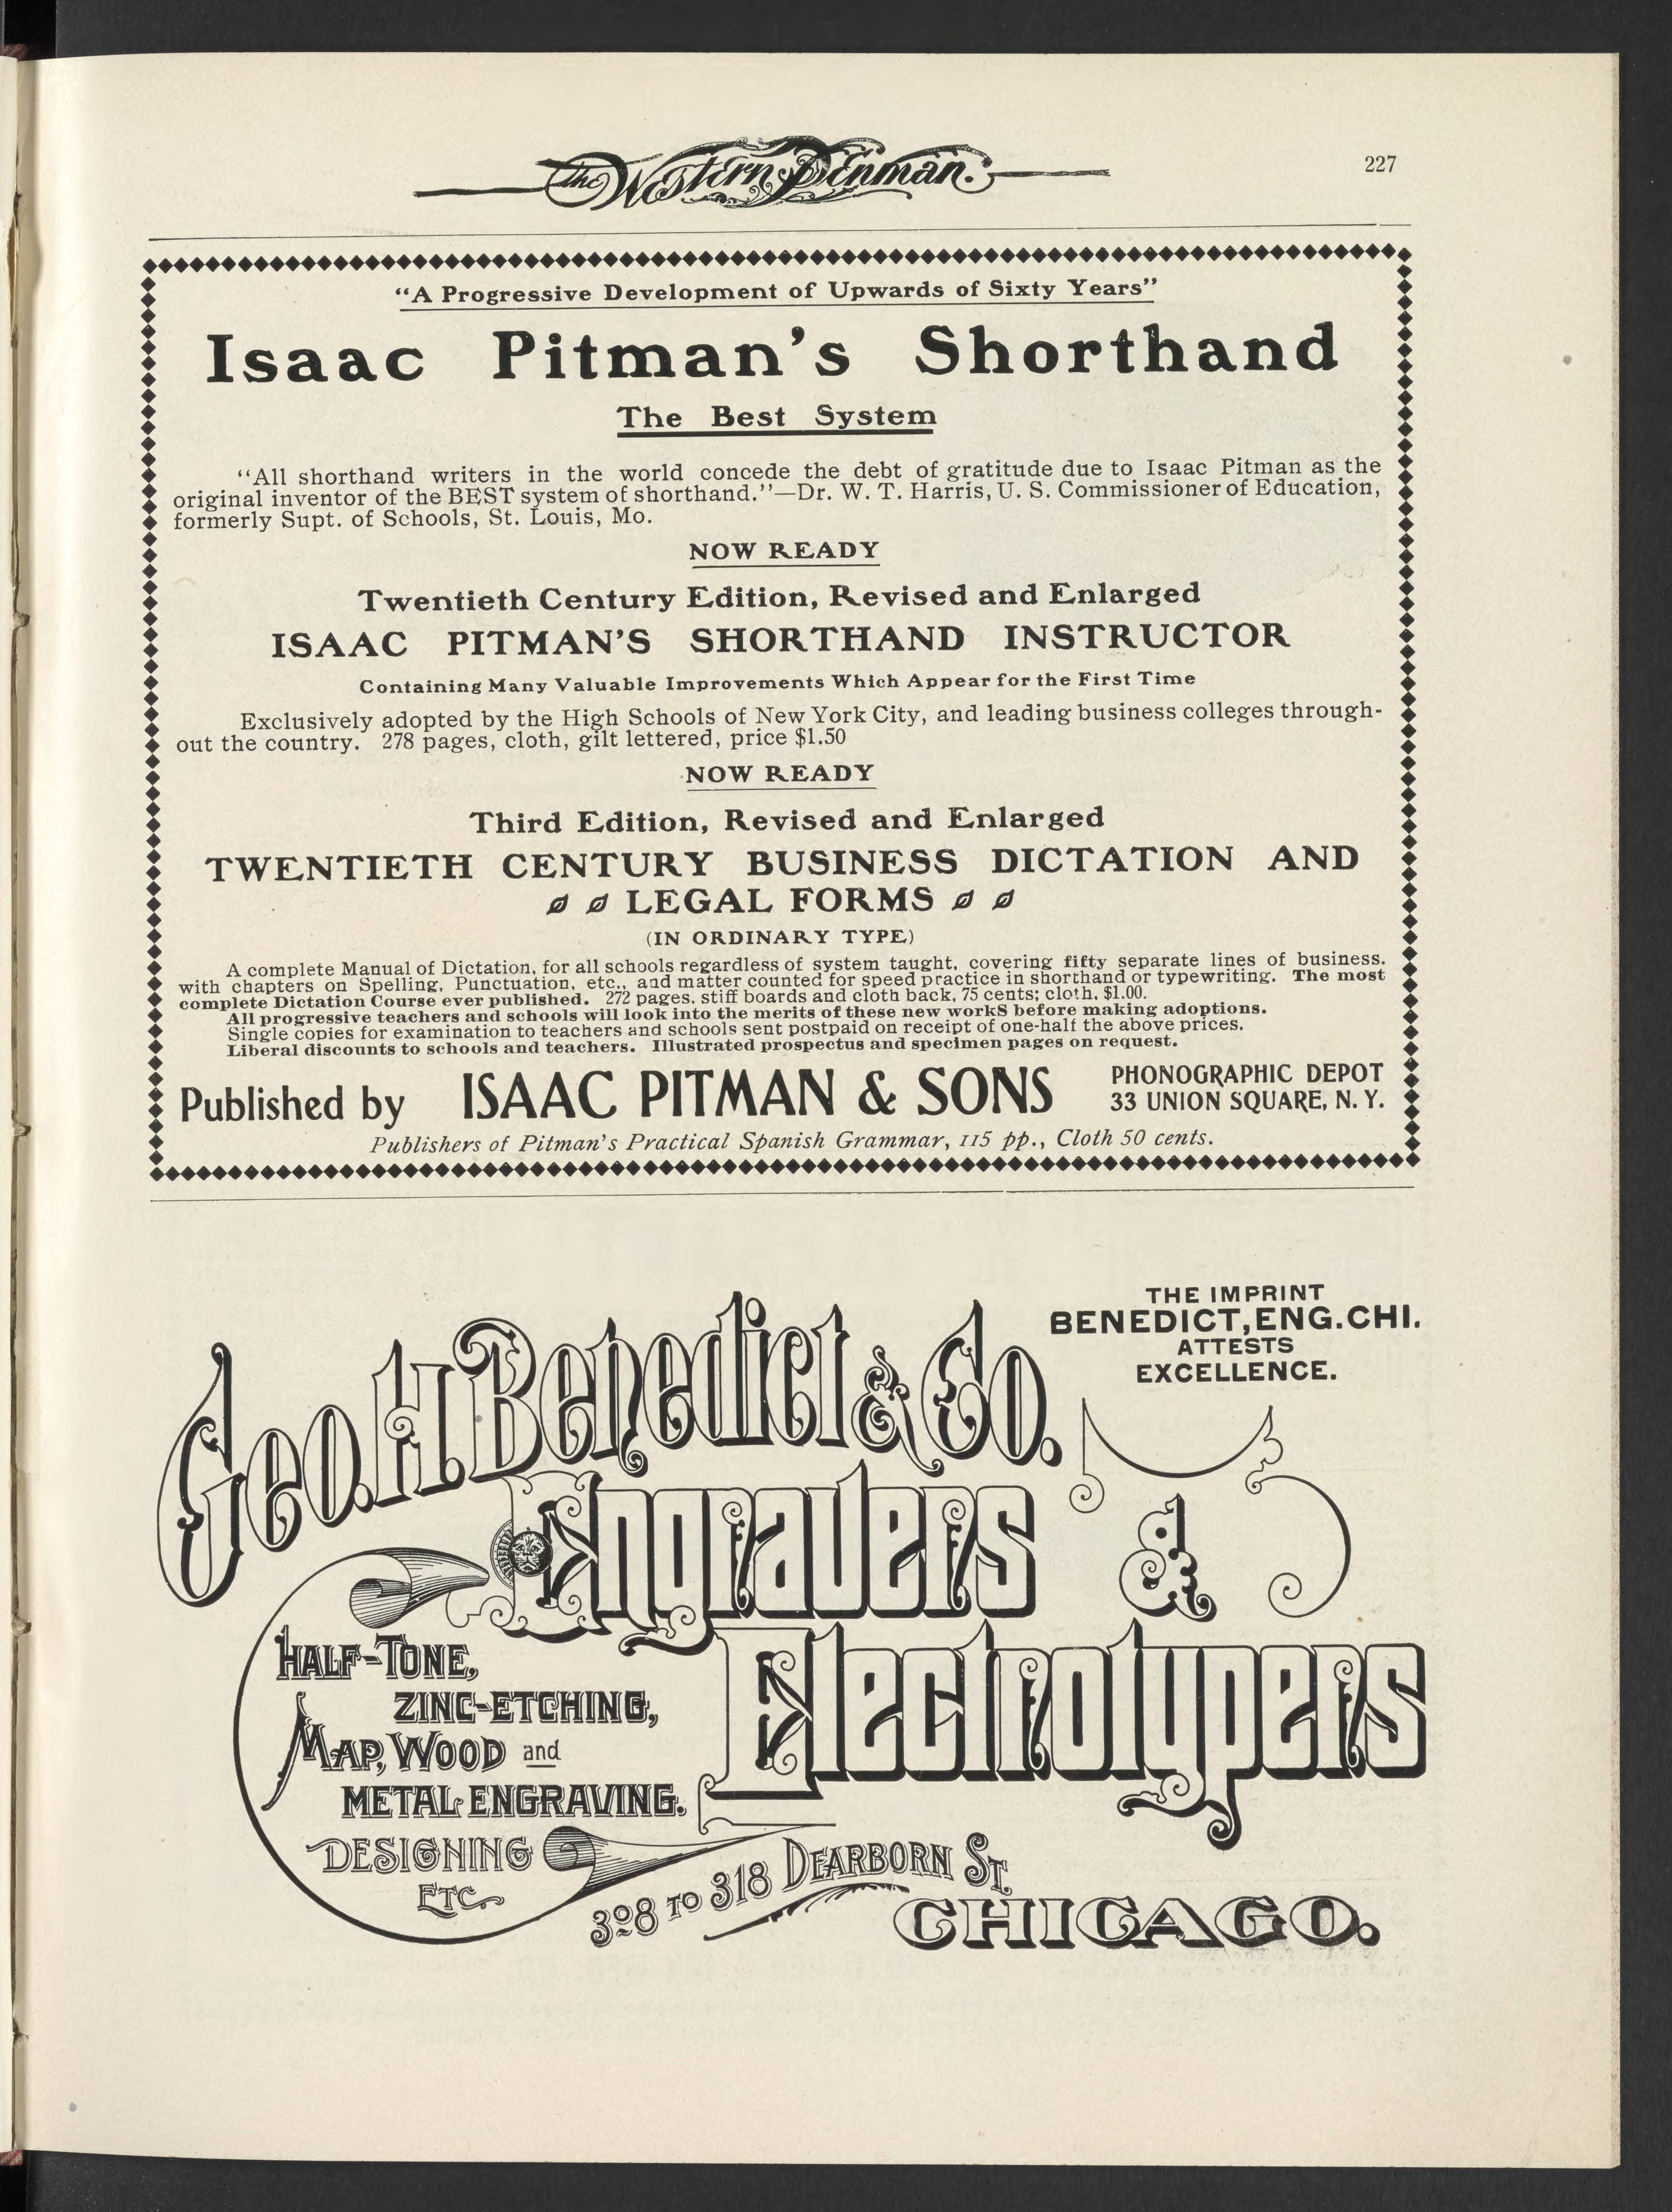 The Western Penman.
227
“A Progressive Development of Upwards of Sixty Years”
Isaac Pitman’s Shorthand
The Best System
“All shorthand writers in the world concede the debt of gratitude due to Isaac Pitman as the
original inventor of the BEST system of shorthand.”—Dr. W. T. Harris, U. S. Commissioner of Education,
formerly Supt. of Schools, St. Louis, Mo.
NOW READY
Twentieth Century Edition, Revised and Enlarged
ISAAC PITMAN’S SHORTHAND INSTRUCTOR
Containing Many Valuable Improvements Which Appear for the First Time
Exclusively adopted by the High Schools of New York City, and leading business colleges through-
out the country. 278 pages, cloth, gilt lettered, price $1.50
NOW READY
Third Edition, Revised and Enlarged
TWENTIETH CENTURY BUSINESS DICTATION AND
LEGAL FORMS
(IN ORDINARY TYPE)
A complete Manual of Dictation, for all schools regardless of system taught, covering fifty separate lines of business.
with chapters on Spelling, Punctuation, etc., and matter counted for speed practice in shorthand or typewriting. The most
complete Dictation Course ever published. 272 pages, stiff boards and cloth back, 75 cents; cloth, $1.00.
All progressive teachers and schools will look into the merits of these new workS before making adoptions.
Single copies for examination to teachers and schools sent postpaid on receipt of one-half the above prices.
Liberal discounts to schools and teachers. Illustrated prospectus and specimen pages on request.
Published by ISAAC PITMAN & SONS PHONOGRAPHIC DEPOT
33 UNION SQUARE, N. Y.
Publishers of Pitman’s Practical Spanish Grammar, 115 pp., Cloth 50 cents.
THE IMPRINT
BENEDICT, ENG. CHI.
ATTESTS
EXCELLENCE.
Geo. H. Benedict & Co.
Engravers &
Electrotypers
HALF-TONE,
ZINC-ETCHING,
MAP, WOOD and
METAL ENGRAVING.
DESIGNING
ETC.
308 TO 318 DEARBORN ST.
CHICAGO.